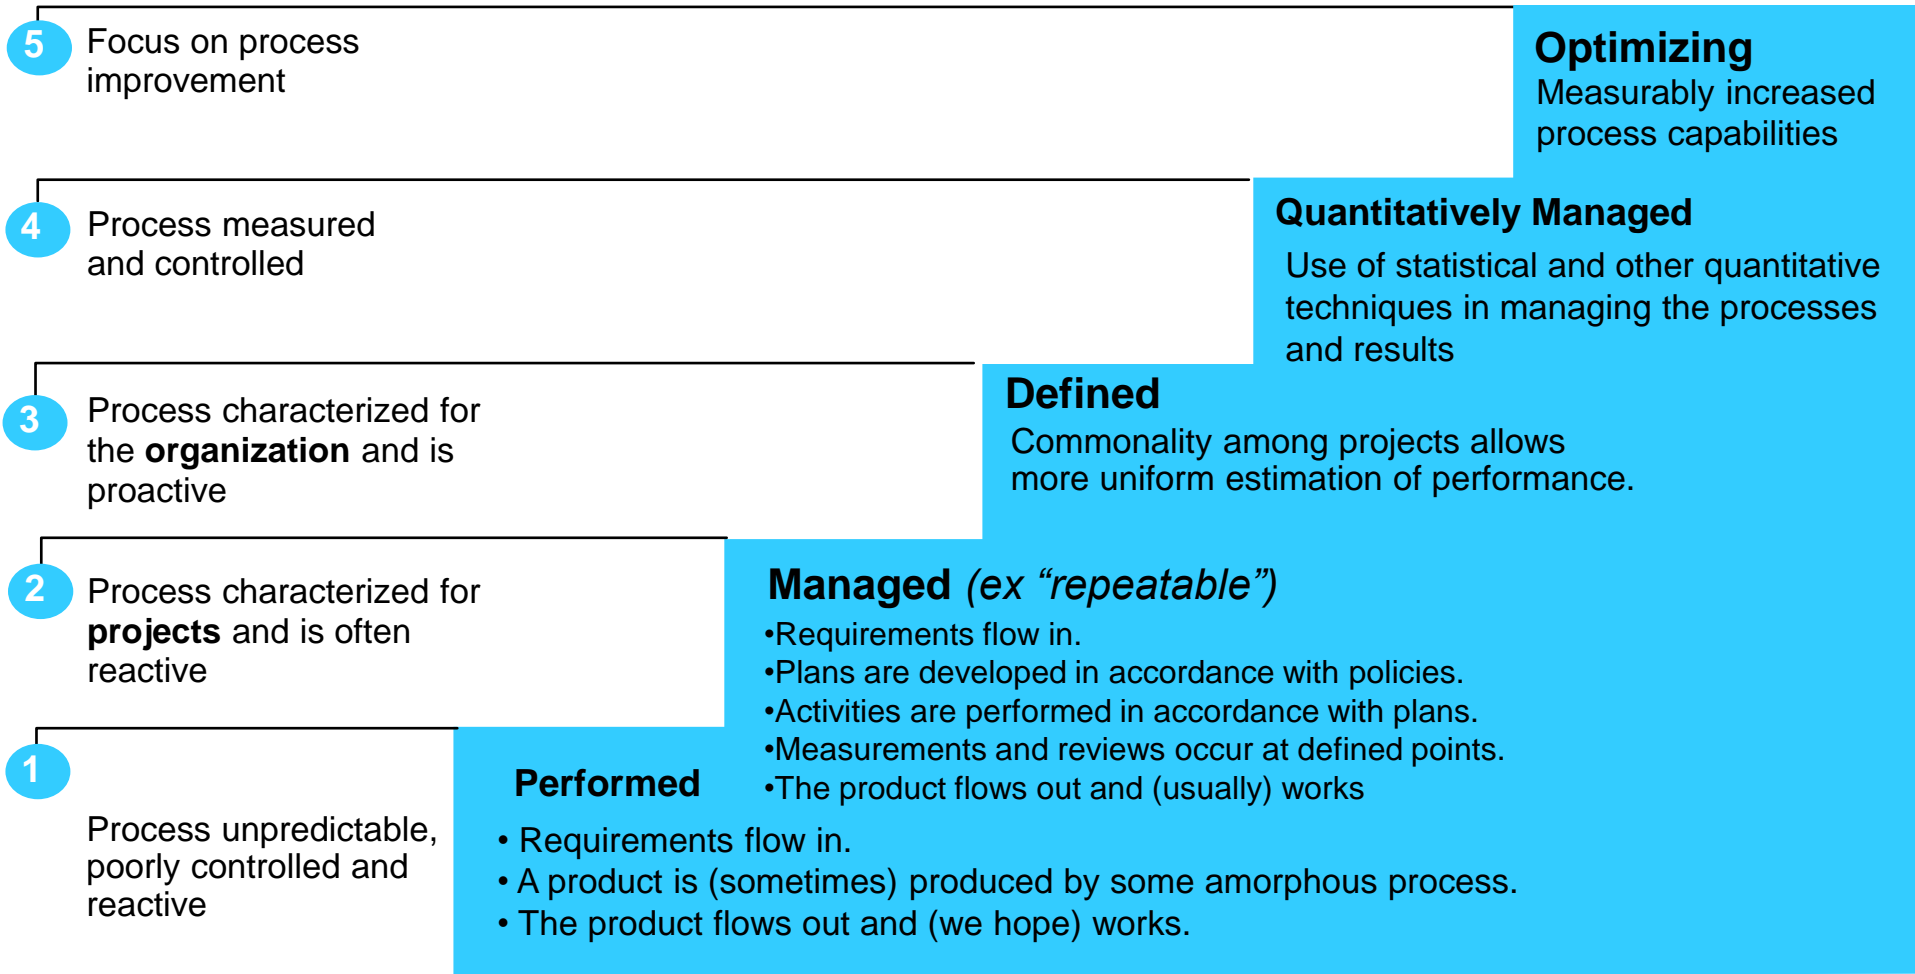 5
Focus on process
improvement
Optimizing
Measurably increased
process capabilities
4
Process measured
and controlled
Quantitatively Managed
Use of statistical and other quantitative
techniques in managing the processes
and results
3
Process characterized for
the organization and is
proactive
Defined
Commonality among projects allows
more uniform estimation of performance.
2
Process characterized for
projects and is often
reactive
Managed (ex “repeatable”)
•Requirements flow in.
•Plans are developed in accordance with policies.
•Activities are performed in accordance with plans.
•Measurements and reviews occur at defined points.
•The product flows out and (usually) works
1
Process unpredictable,
poorly controlled and
reactive
Performed
• Requirements flow in.
• A product is (sometimes) produced by some amorphous process.
• The product flows out and (we hope) works.